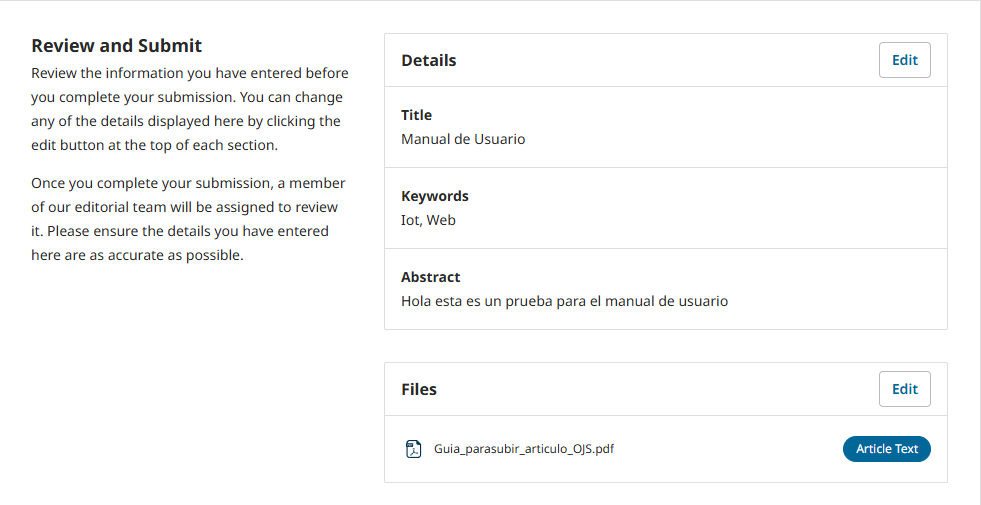 Review and Submit
Review the information you have entered before
you complete your submission. You can change
any of the details displayed here by clicking the
edit button at the top of each section.
Once you complete your submission, a member
of our editorial team will be assigned to review
it. Please ensure the details you have entered
here are as accurate as possible.
Details
Edit
Title
Manual de Usuario
Keywords
Iot, Web
Abstract
Hola esta es un prueba para el manual de usuario
Files
Edit
Guia_parasubir_articulo_OJS.pdf
Article Text